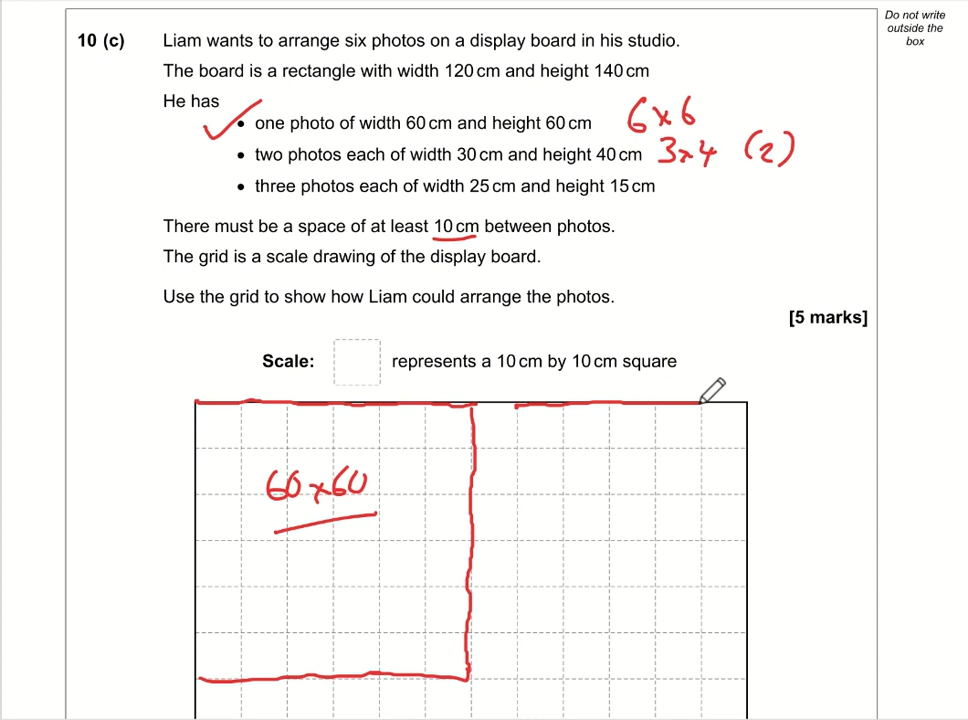 Do not write
outside the
box
10 (c) Liam wants to arrange six photos on a display board in his studio.
The board is a rectangle with width 120 cm and height 140 cm
He has
• one photo of width 60 cm and height 60 cm 6 x 6
• two photos each of width 30 cm and height 40 cm 3x4 (2)
• three photos each of width 25 cm and height 15 cm
There must be a space of at least 10 cm between photos.
The grid is a scale drawing of the display board.
Use the grid to show how Liam could arrange the photos.
[5 marks]
Scale: represents a 10 cm by 10 cm square
60 x 60